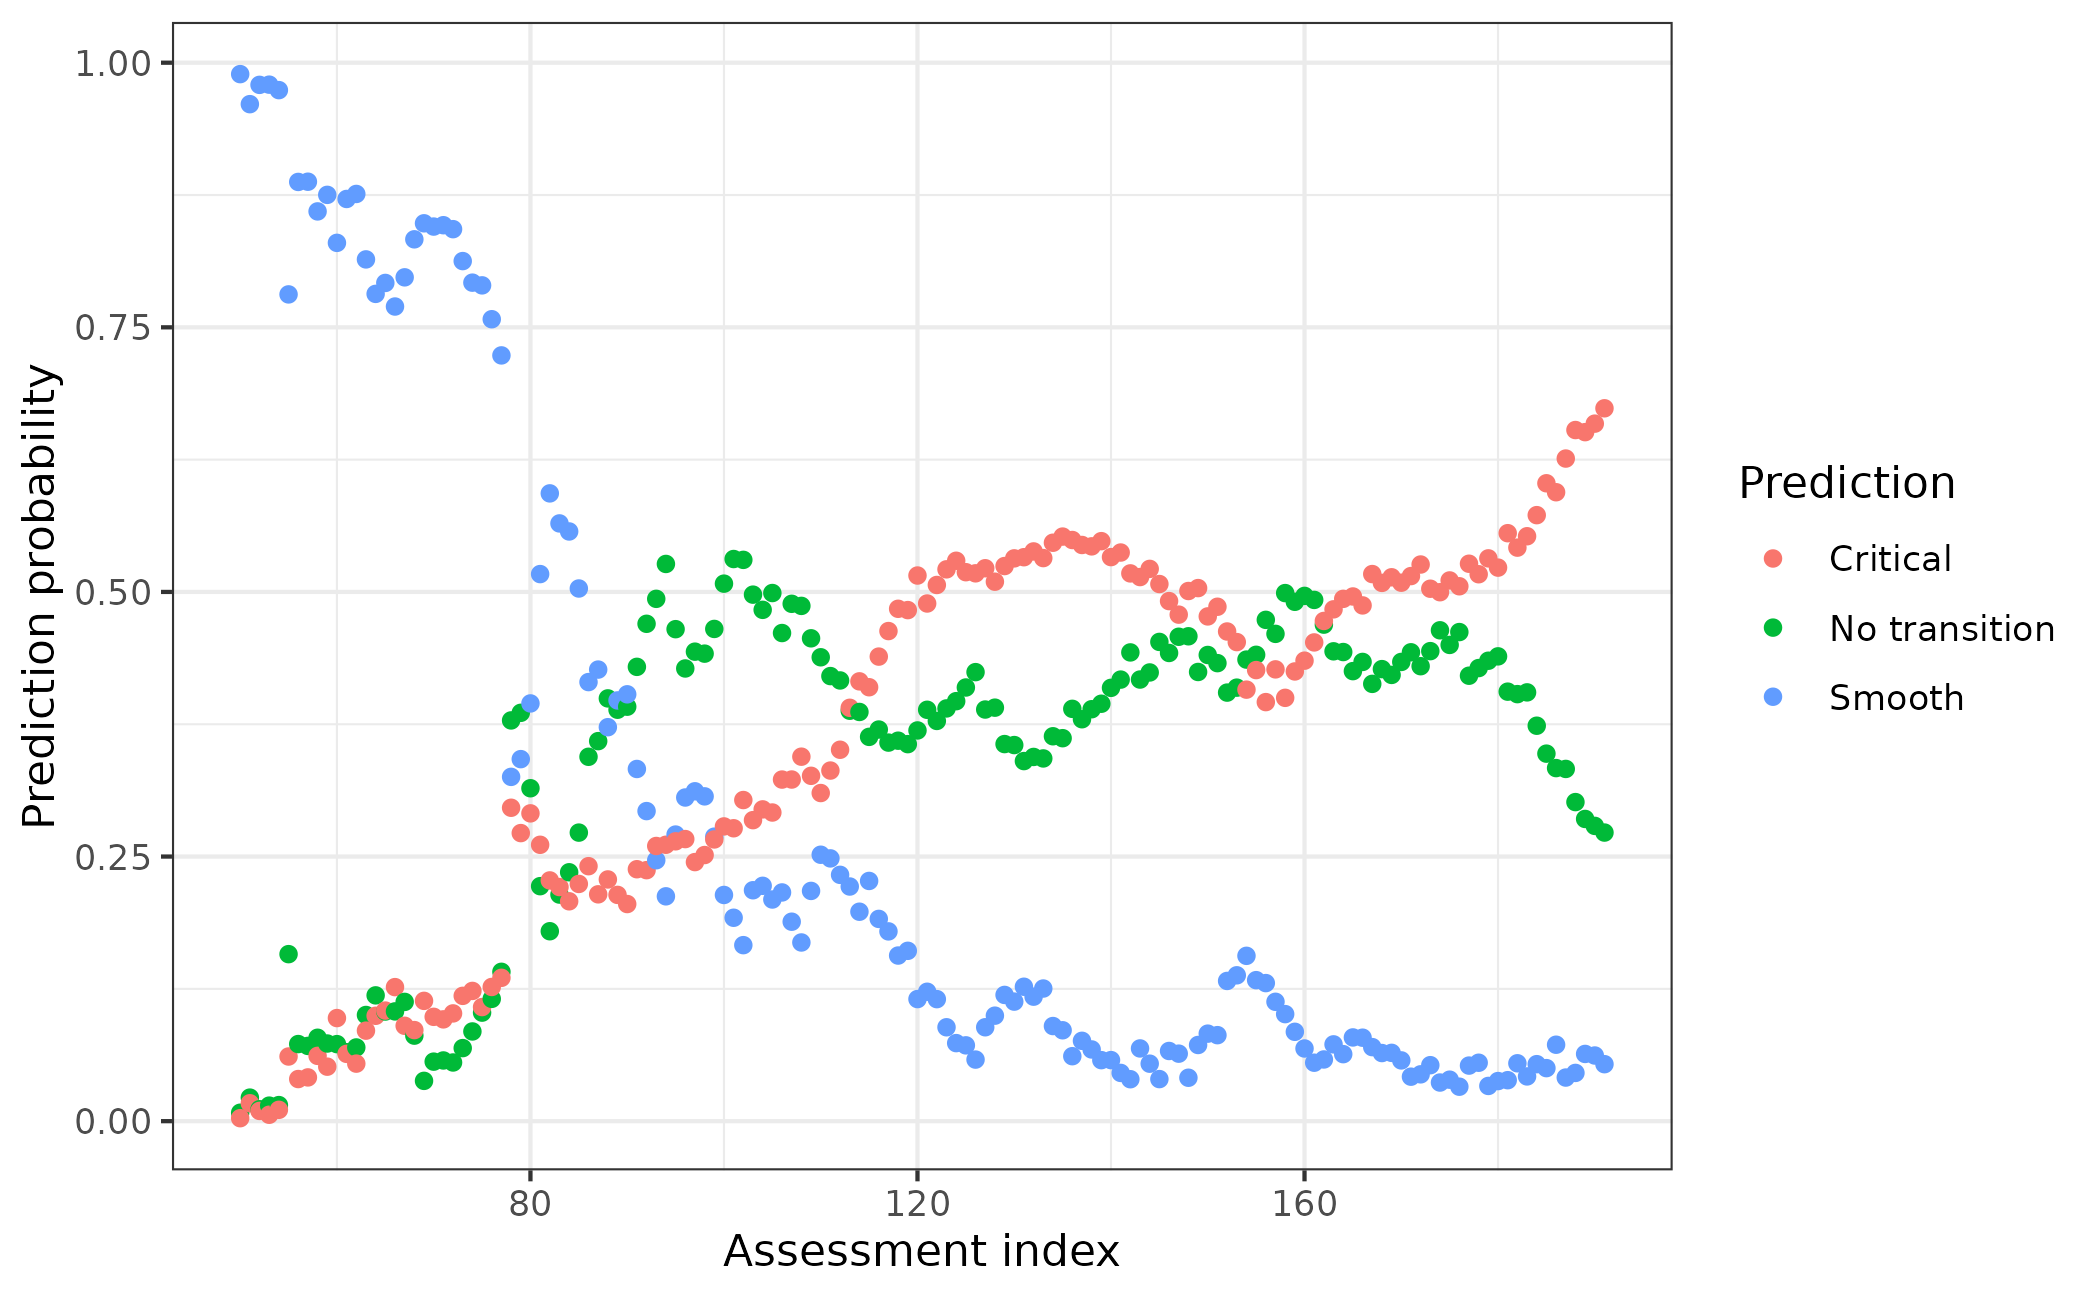 1.00
0.75
0.50
0.25
0.00
Prediction probability
80
120
160
Assessment index
Prediction
Critical
No transition
Smooth